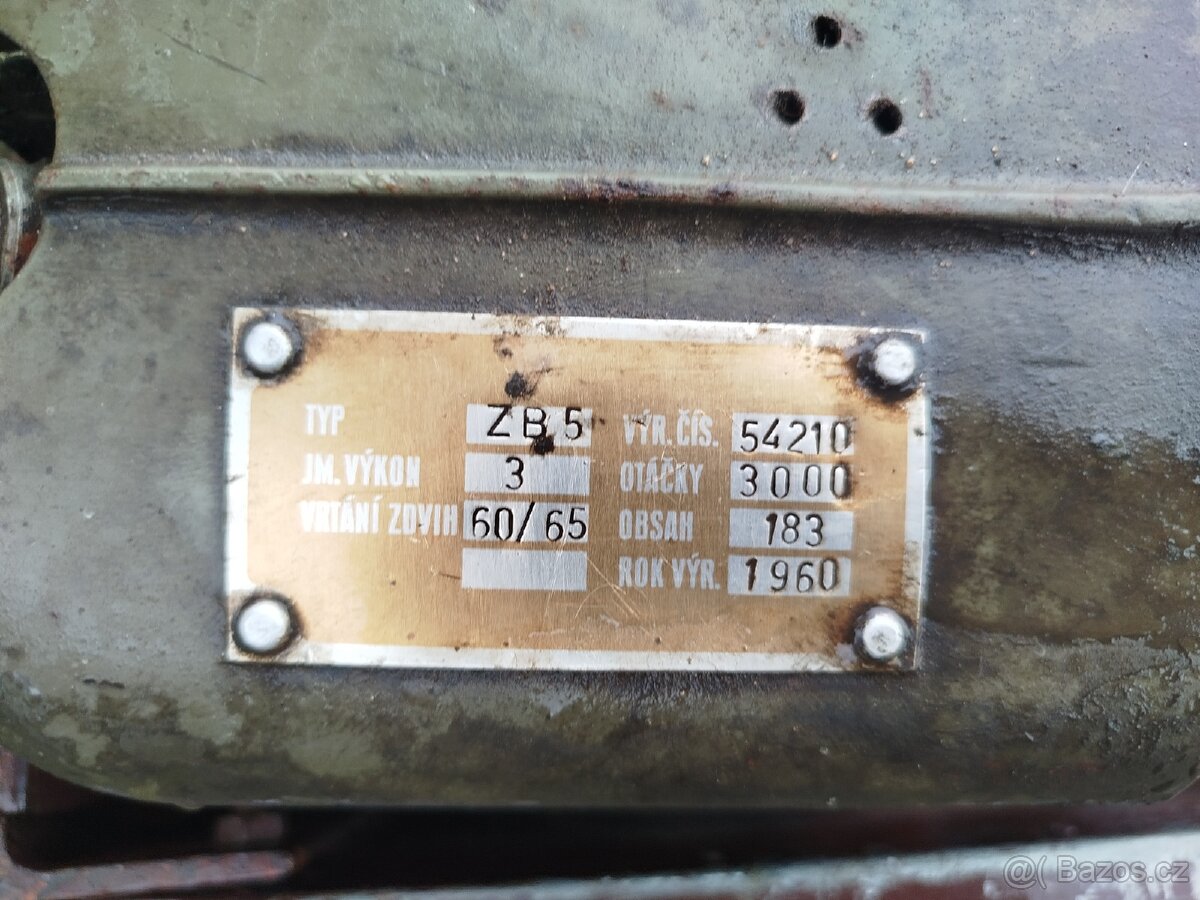 TYP ZB5 VÝR. ČÍS. 54210
JM. VÝKON 3 OTÁČKY 3000
VRTÁNÍ ZDVIH 60/65 OBSAH 183
ROK VÝR. 1960
© Bazos.cz